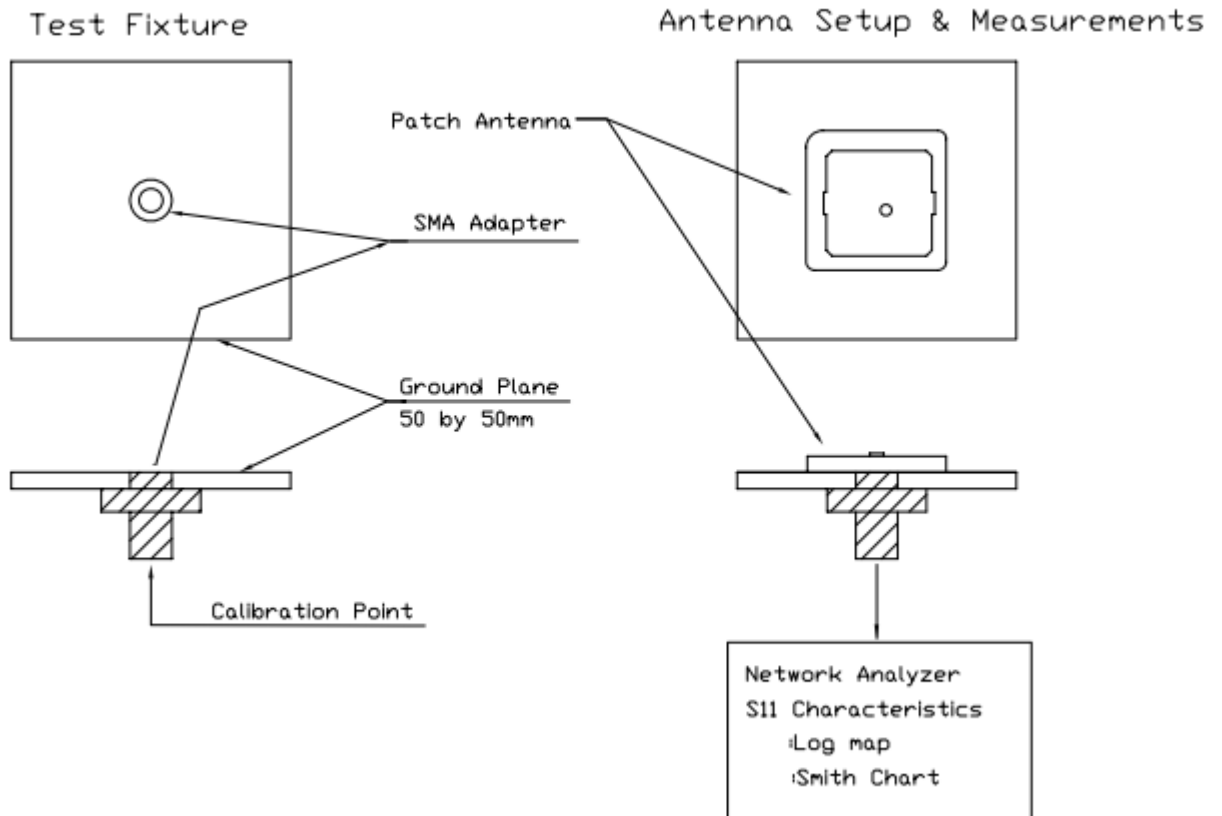 Test Fixture
Antenna Setup & Measurements
Patch Antenna
SMA Adapter
Ground Plane
50 by 50mm
Calibration Point
Network Analyzer
S11 Characteristics
:Log map
:Smith Chart